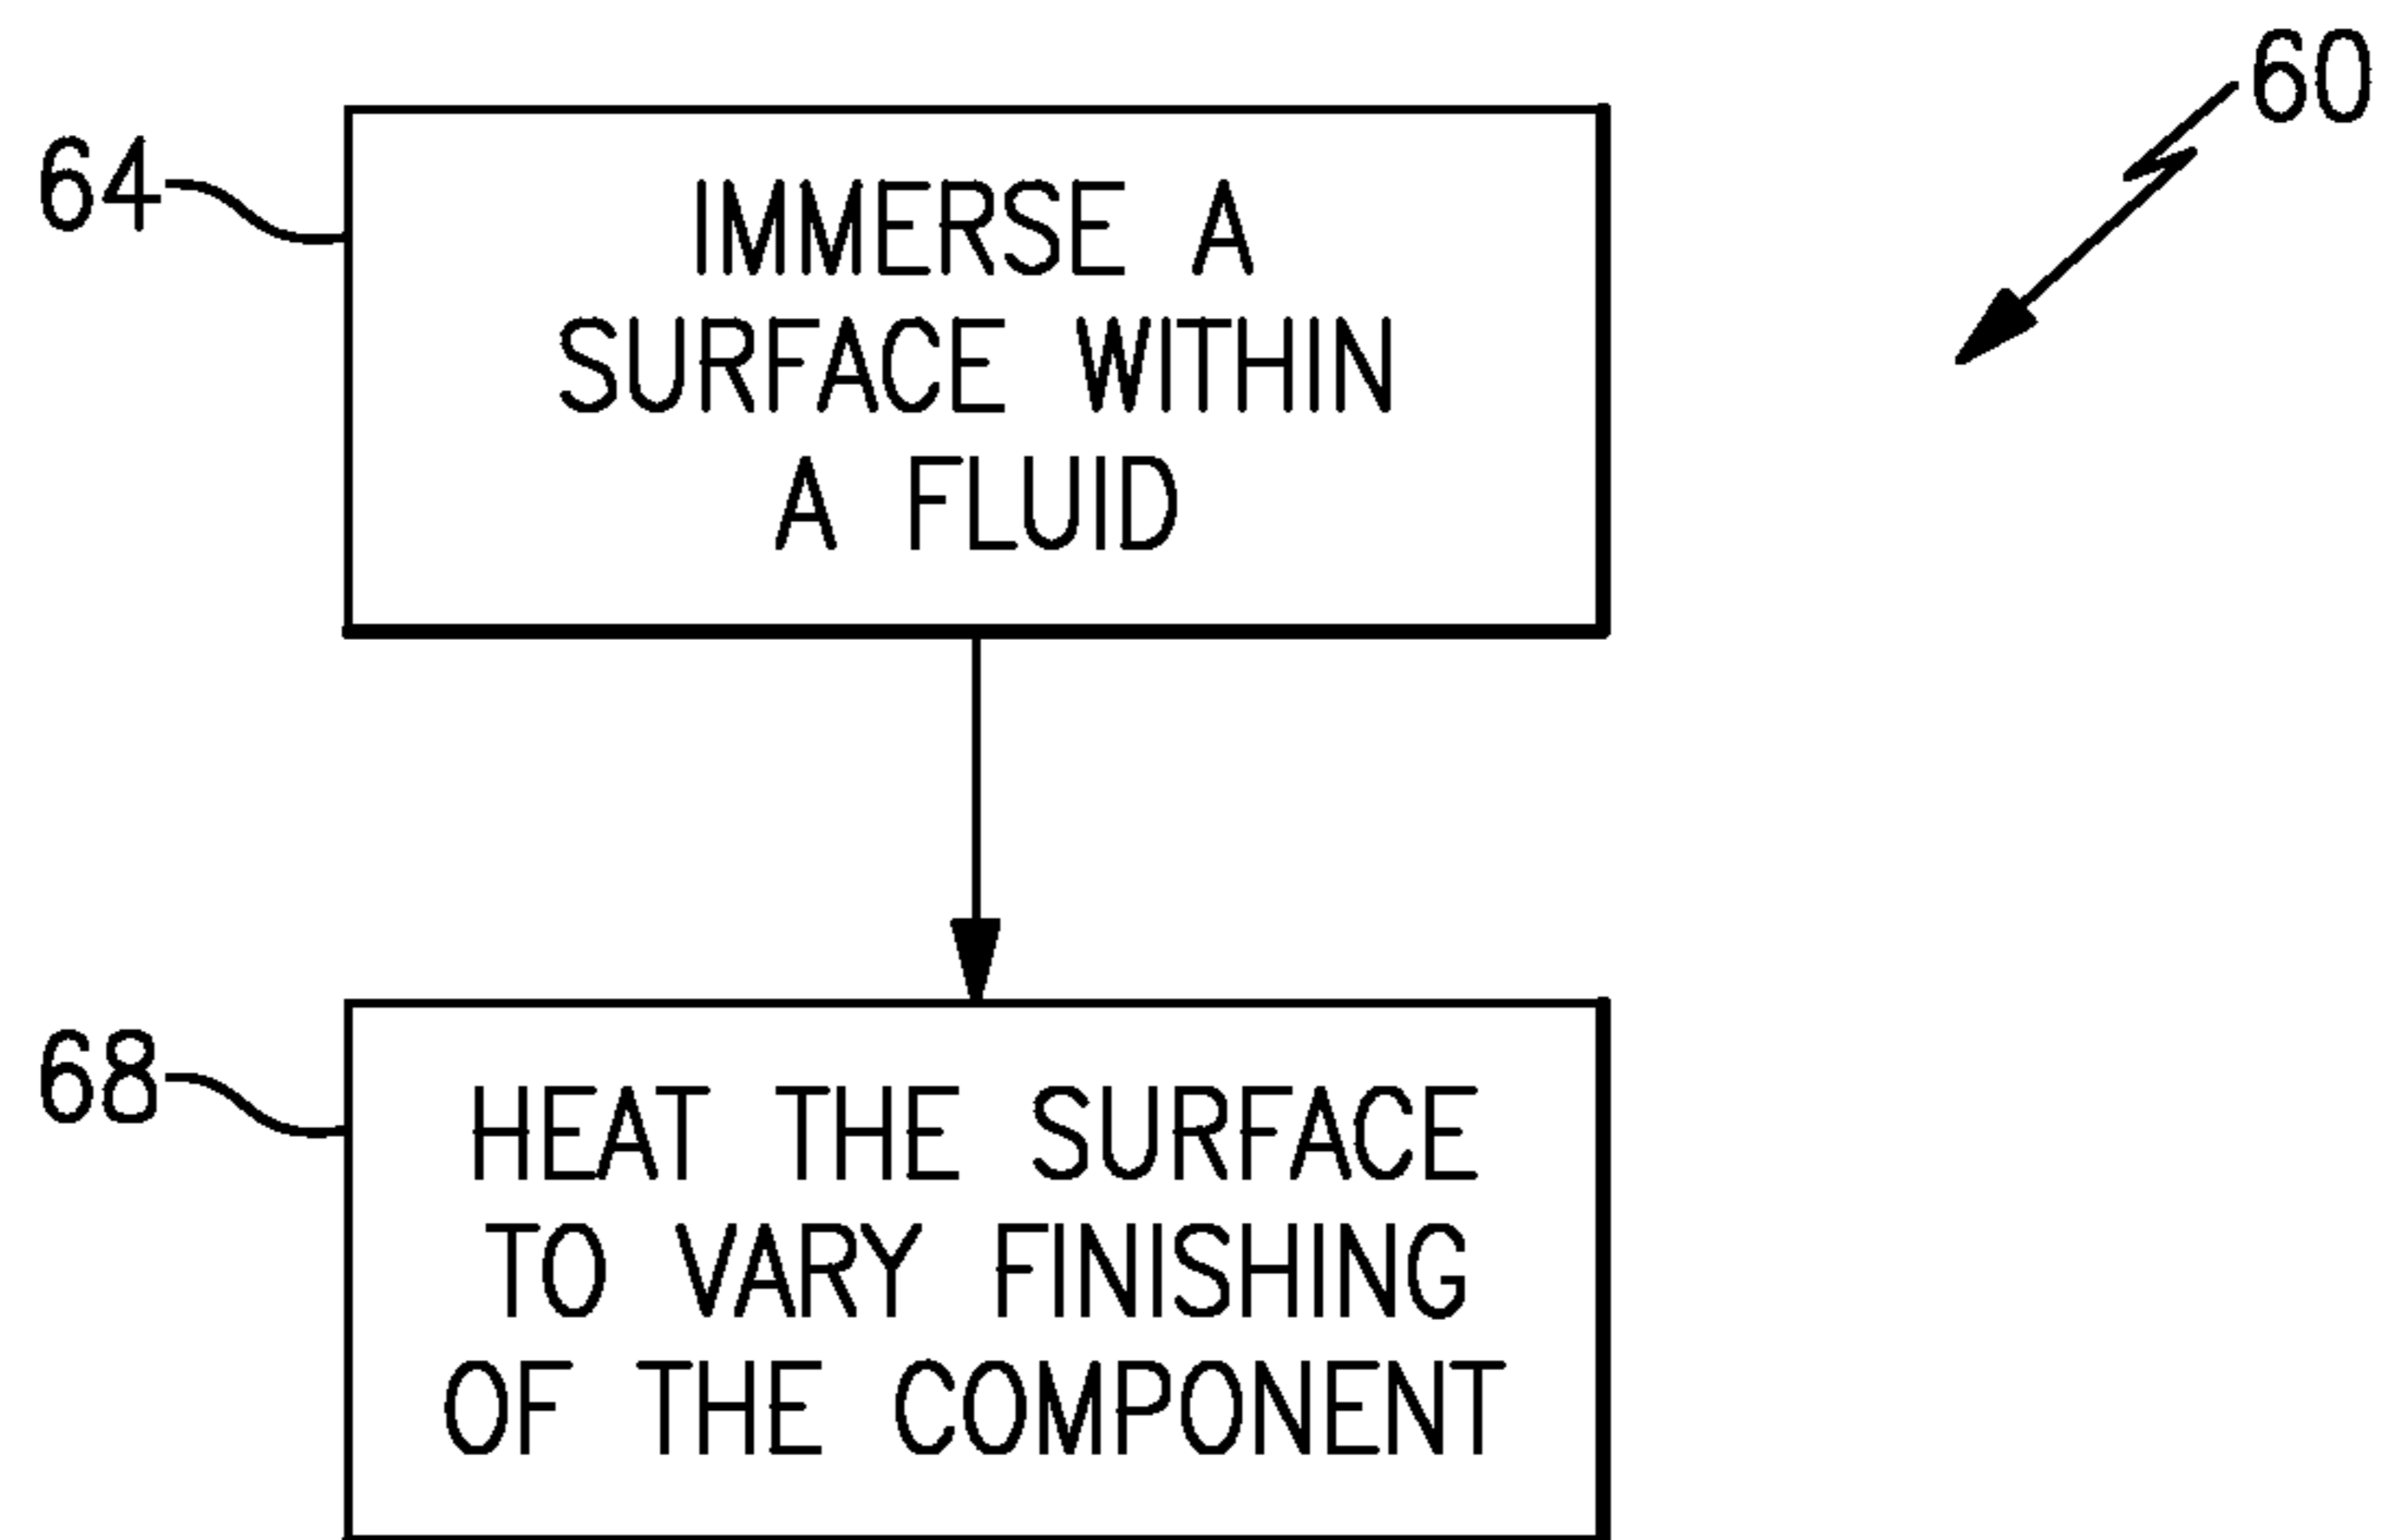 60
64
IMMERSE A
SURFACE WITHIN
A FLUID
68
HEAT THE SURFACE
TO VARY FINISHING
OF THE COMPONENT